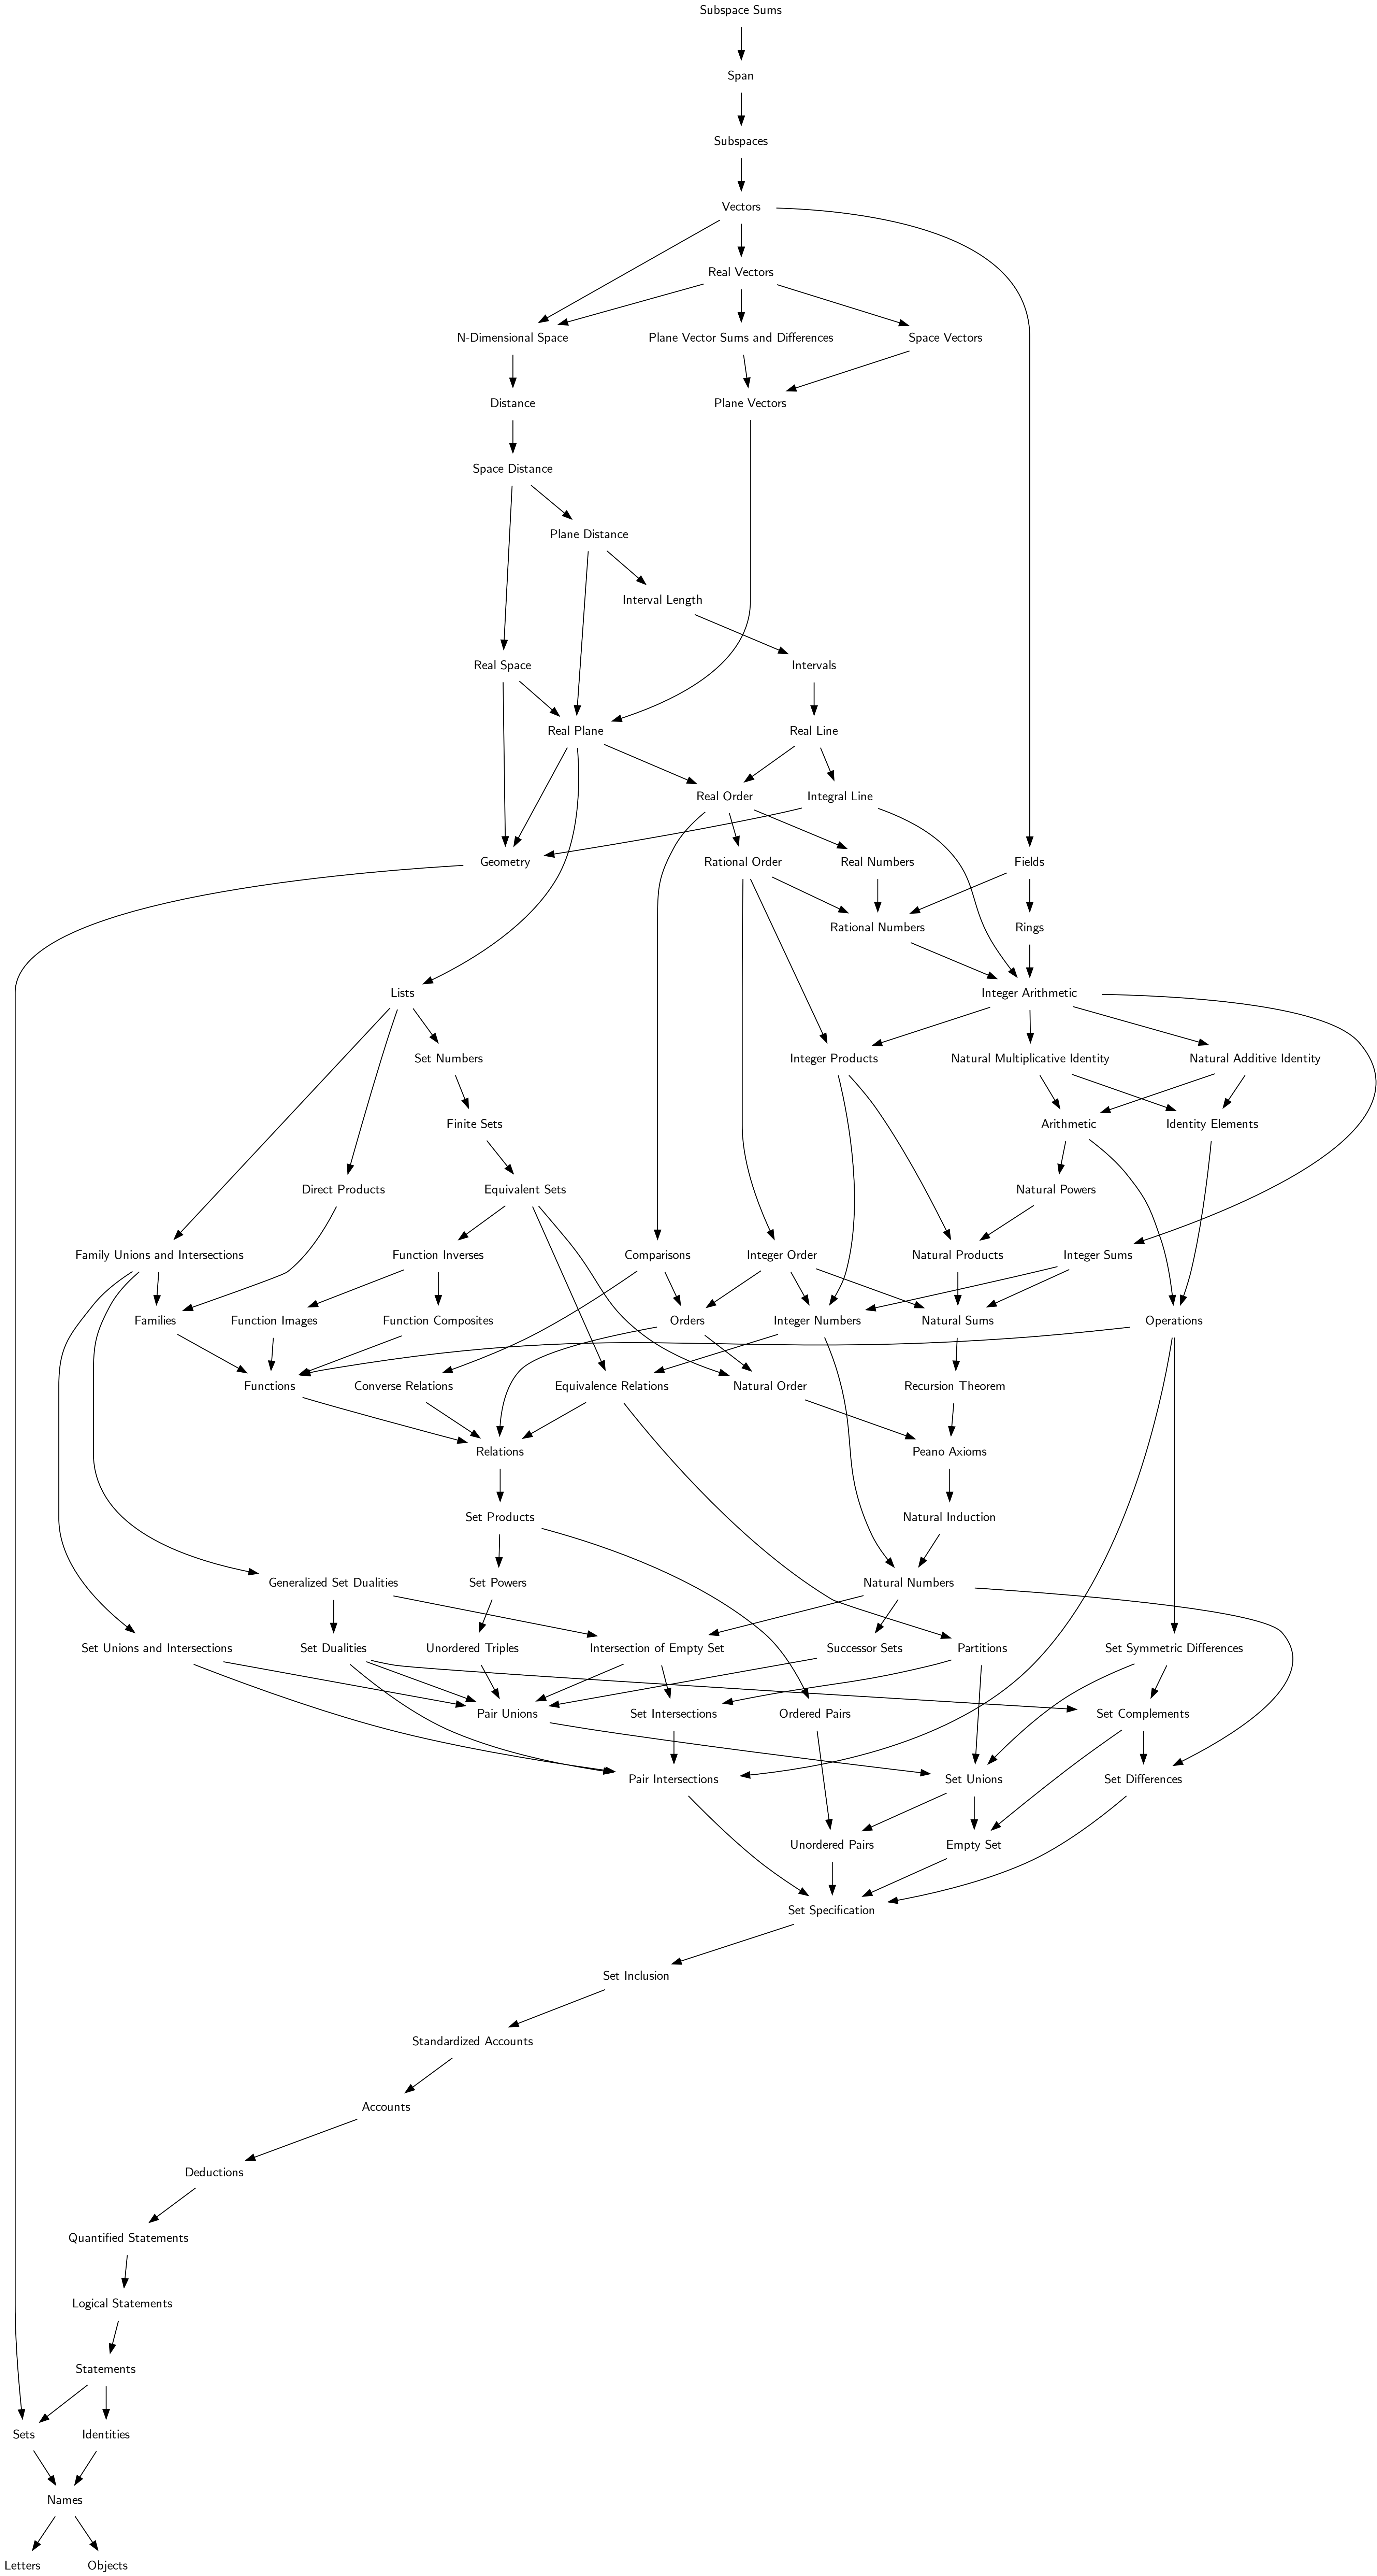 Subspace Sums
Span
Subspaces
Vectors
Real Vectors
N-Dimensional Space
Plane Vector Sums and Differences
Space Vectors
Distance
Plane Vectors
Space Distance
Plane Distance
Interval Length
Real Space
Intervals
Real Plane
Real Line
Real Order
Integral Line
Geometry
Rational Order
Real Numbers
Fields
Rational Numbers
Rings
Lists
Integer Arithmetic
Set Numbers
Integer Products
Natural Multiplicative Identity
Natural Additive Identity
Finite Sets
Arithmetic
Identity Elements
Direct Products
Equivalent Sets
Natural Powers
Family Unions and Intersections
Function Inverses
Comparisons
Integer Order
Natural Products
Integer Sums
Families
Function Images
Function Composites
Orders
Integer Numbers
Natural Sums
Operations
Functions
Converse Relations
Equivalence Relations
Natural Order
Recursion Theorem
Relations
Peano Axioms
Set Products
Natural Induction
Generalized Set Dualities
Set Powers
Natural Numbers
Set Unions and Intersections
Set Dualities
Unordered Triples
Intersection of Empty Set
Successor Sets
Partitions
Set Symmetric Differences
Pair Unions
Set Intersections
Ordered Pairs
Set Complements
Pair Intersections
Set Unions
Set Differences
Unordered Pairs
Empty Set
Set Specification
Set Inclusion
Standardized Accounts
Accounts
Deductions
Quantified Statements
Logical Statements
Statements
Sets
Identities
Names
Letters
Objects